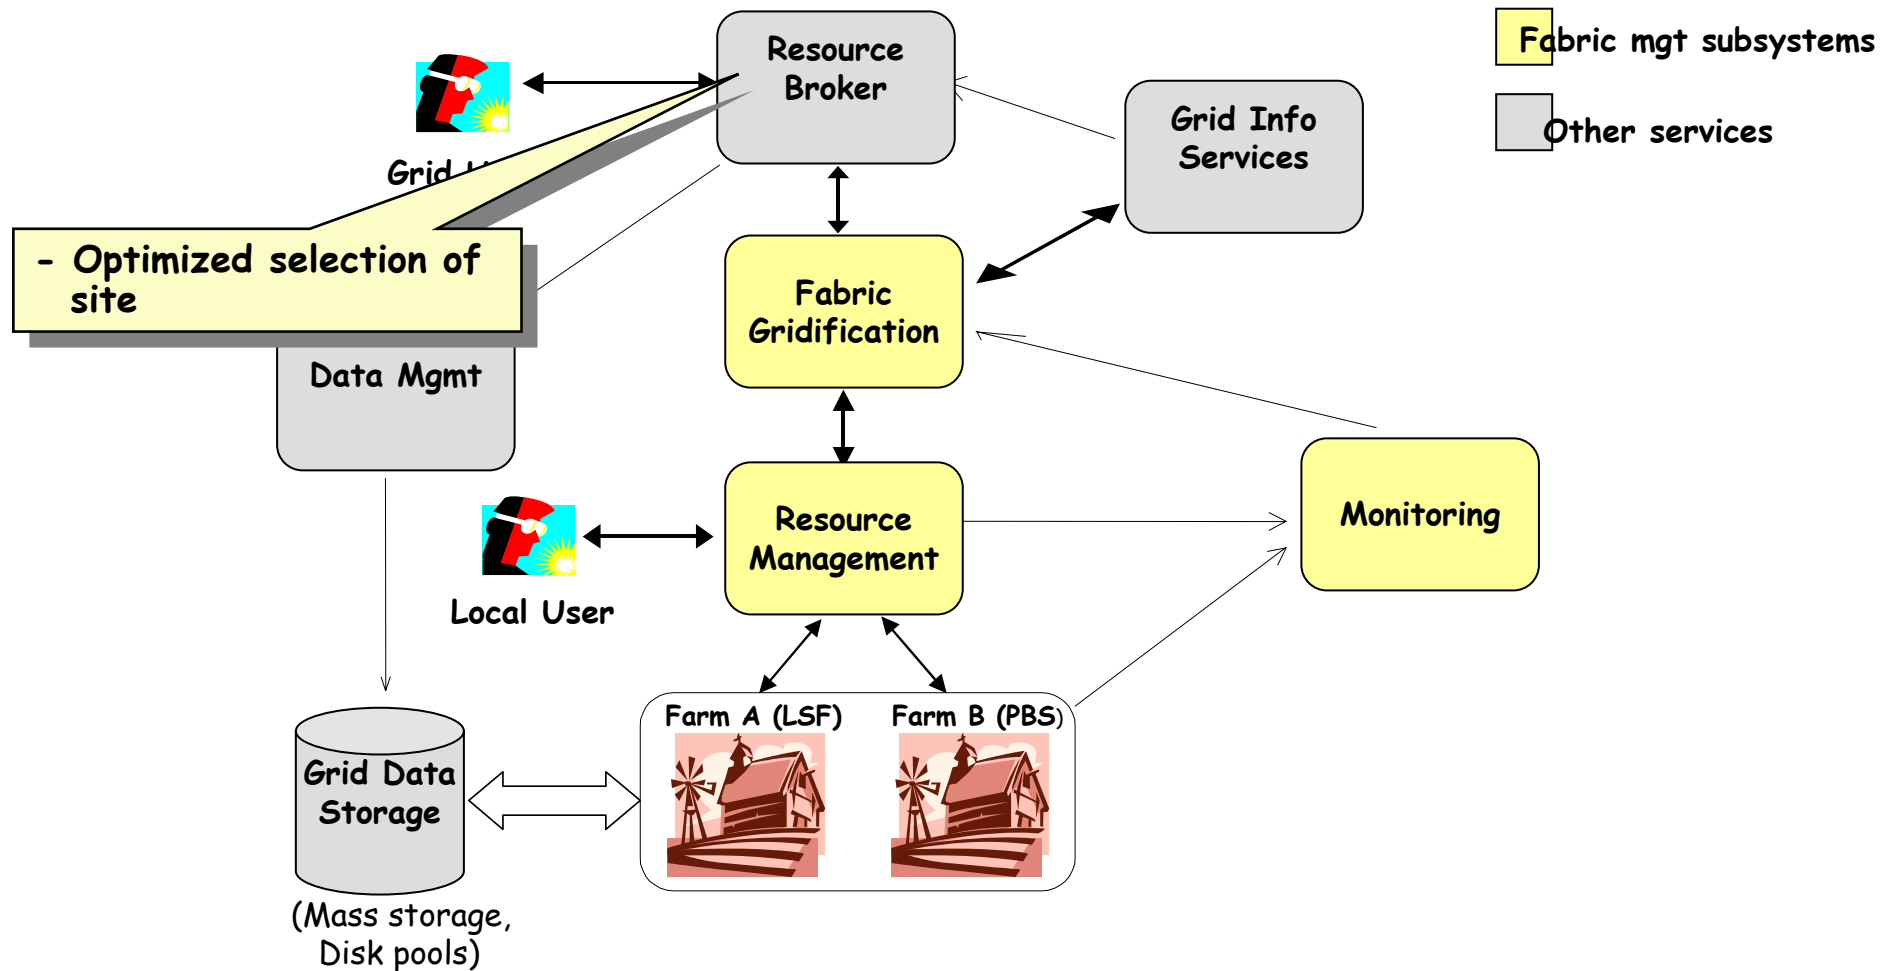 Resource
Broker
Fabric mgt subsystems
Grid Info
Services
Other services
Grid
- Optimized selection of
site
Fabric
Gridification
Data Mgmt
Resource
Management
Monitoring
Local User
Farm A (LSF)
Farm B (PBS)
Grid Data
Storage
(Mass storage,
Disk pools)